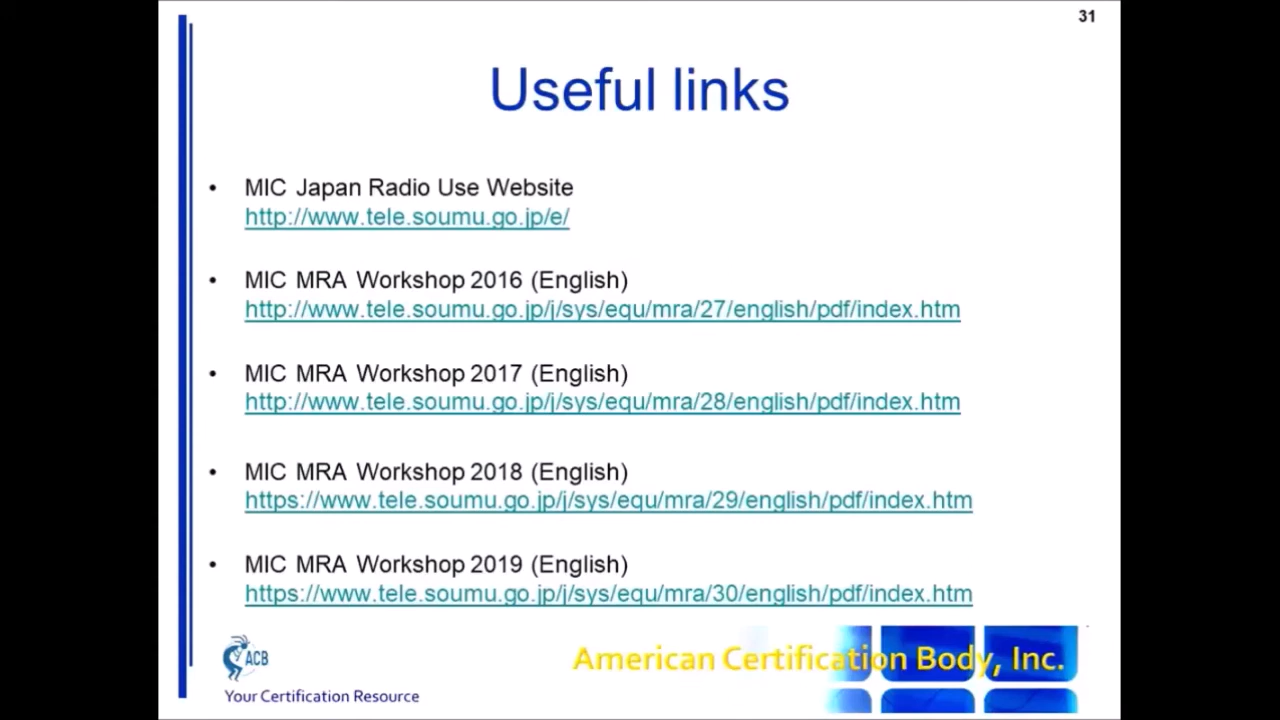 31
Useful links
• MIC Japan Radio Use Website
http://www.tele.soumu.go.jp/e/
• MIC MRA Workshop 2016 (English)
http://www.tele.soumu.go.jp/j/sys/equ/mra/27/english/pdf/index.htm
• MIC MRA Workshop 2017 (English)
http://www.tele.soumu.go.jp/j/sys/equ/mra/28/english/pdf/index.htm
• MIC MRA Workshop 2018 (English)
https://www.tele.soumu.go.jp/j/sys/equ/mra/29/english/pdf/index.htm
• MIC MRA Workshop 2019 (English)
https://www.tele.soumu.go.jp/j/sys/equ/mra/30/english/pdf/index.htm
ACB
American Certification Body, Inc.
Your Certification Resource